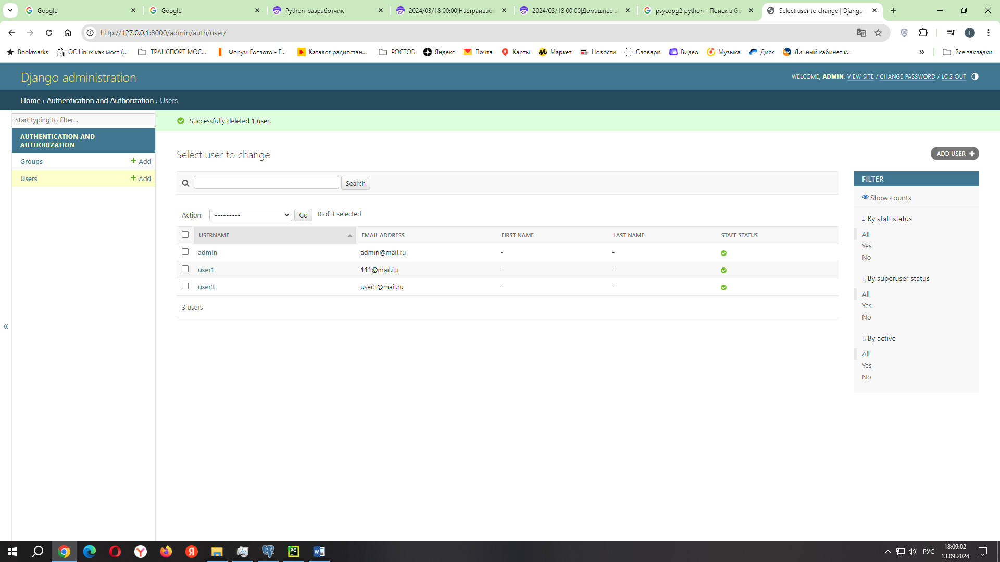 Google
Google
Python-разработчик
2024/03/18 00:00|Настраиваем
2024/03/18 00:00|Домашнее за
psycopg2 python - Поиск в Go
Select user to change | Django s
http://127.0.0.1:8000/admin/auth/user/
Bookmarks
ОС Linux как мост (...
ТРАНСПОРТ МОС...
Форум Гослото - Г...
Каталог радиостан...
РОСТОВ
Яндекс
Почта
Карты
Маркет
Новости
Словари
Видео
Музыка
Диск
Личный кабинет к...
Все закладки
Django administration
WELCOME, ADMIN. VIEW SITE / CHANGE PASSWORD / LOG OUT
Home › Authentication and Authorization › Users
Start typing to filter...
AUTHENTICATION AND
AUTHORIZATION
Groups
Add
Users
Add
Successfully deleted 1 user.
Select user to change
ADD USER
Search
Action:
---------
Go
0 of 3 selected
USERNAME EMAIL ADDRESS FIRST NAME LAST NAME STAFF STATUS
admin admin@mail.ru - -
user1 111@mail.ru - -
user3 user3@mail.ru - -
3 users
FILTER
Show counts
↓ By staff status
All
Yes
No
↓ By superuser status
All
Yes
No
↓ By active
All
Yes
No
РУС
18:09:02
13.09.2024